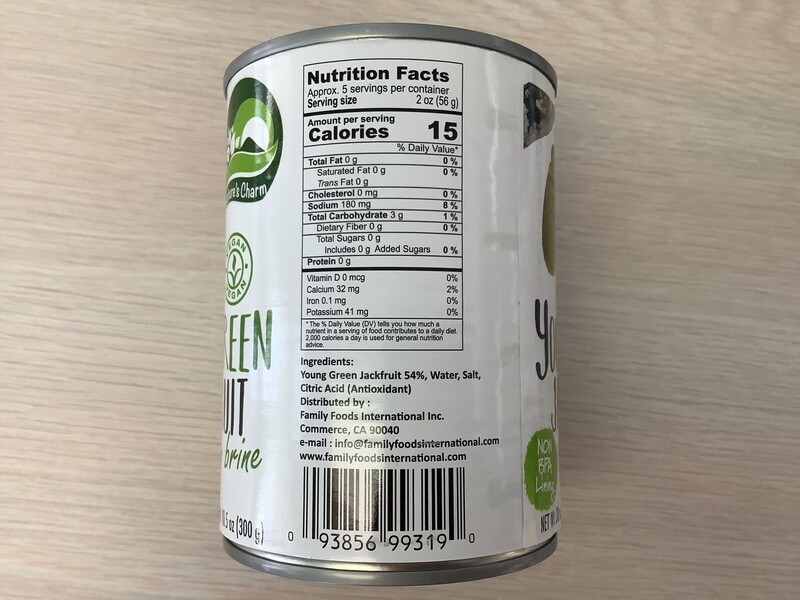 Nutrition Facts
Approx. 5 servings per container
Serving size 2 oz (56 g)
Amount per serving
Calories 15
% Daily Value*
Total Fat 0 g 0 %
Saturated Fat 0 g 0 %
Trans Fat 0 g
Cholesterol 0 mg 0 %
Sodium 180 mg 8 %
Total Carbohydrate 3 g 1 %
Dietary Fiber 0 g 0 %
Total Sugars 0 g
Includes 0 g Added Sugars 0 %
Protein 0 g
Vitamin D 0 mcg 0%
Calcium 32 mg 2%
Iron 0.1 mg 0%
Potassium 41 mg 0%
* The % Daily Value (DV) tells you how much a
nutrient in a serving of food contributes to a daily diet.
2,000 calories a day is used for general nutrition
advice.
Ingredients:
Young Green Jackfruit 54%, Water, Salt,
Citric Acid (Antioxidant)
Distributed by :
Family Foods International Inc.
Commerce, CA 90040
e-mail : info@familyfoodsinternational.com
www.familyfoodsinternational.com
0 93856 99319 0
Charm
VEGAN
VEGAN
REEN
UIT
brine
.5 oz (300 g)
Yo
NON
BPA
Lining
NET